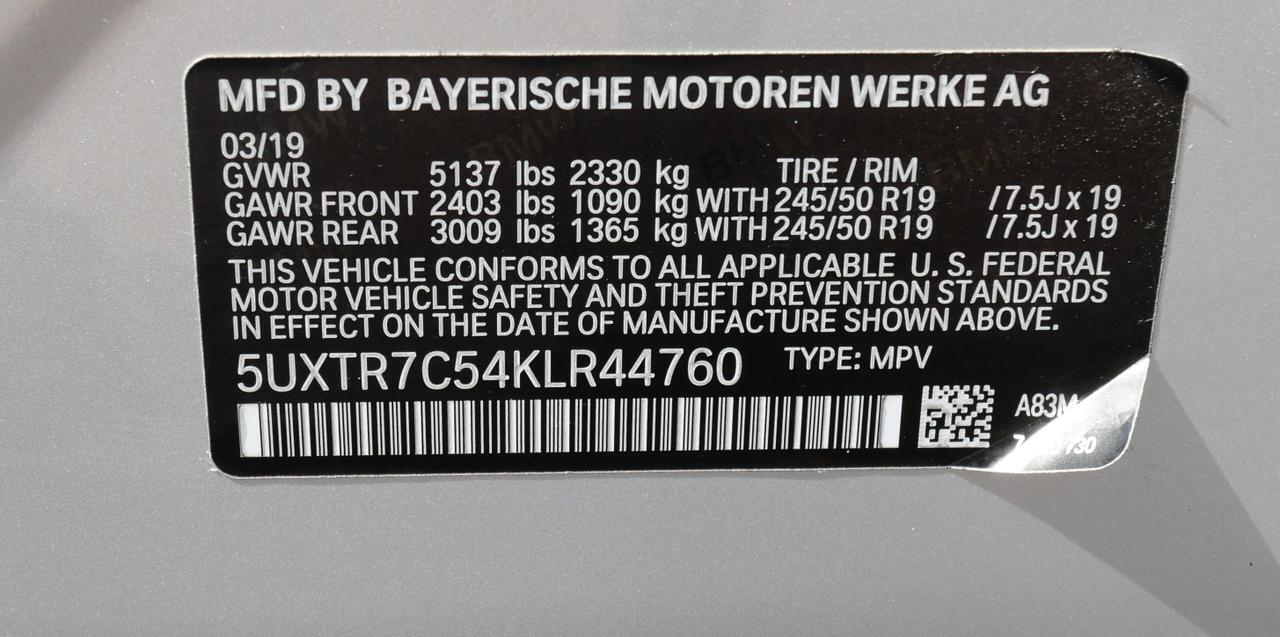 MFD BY BAYERISCHE MOTOREN WERKE AG
03/19
GVWR 5137 lbs 2330 kg TIRE / RIM
GAWR FRONT 2403 lbs 1090 kg WITH 245/50 R19 / 7.5J x 19
GAWR REAR 3009 lbs 1365 kg WITH 245/50 R19 / 7.5J x 19
THIS VEHICLE CONFORMS TO ALL APPLICABLE U. S. FEDERAL
MOTOR VEHICLE SAFETY AND THEFT PREVENTION STANDARDS
IN EFFECT ON THE DATE OF MANUFACTURE SHOWN ABOVE.
5UXTR7C54KLR44760 TYPE: MPV
A83M
730